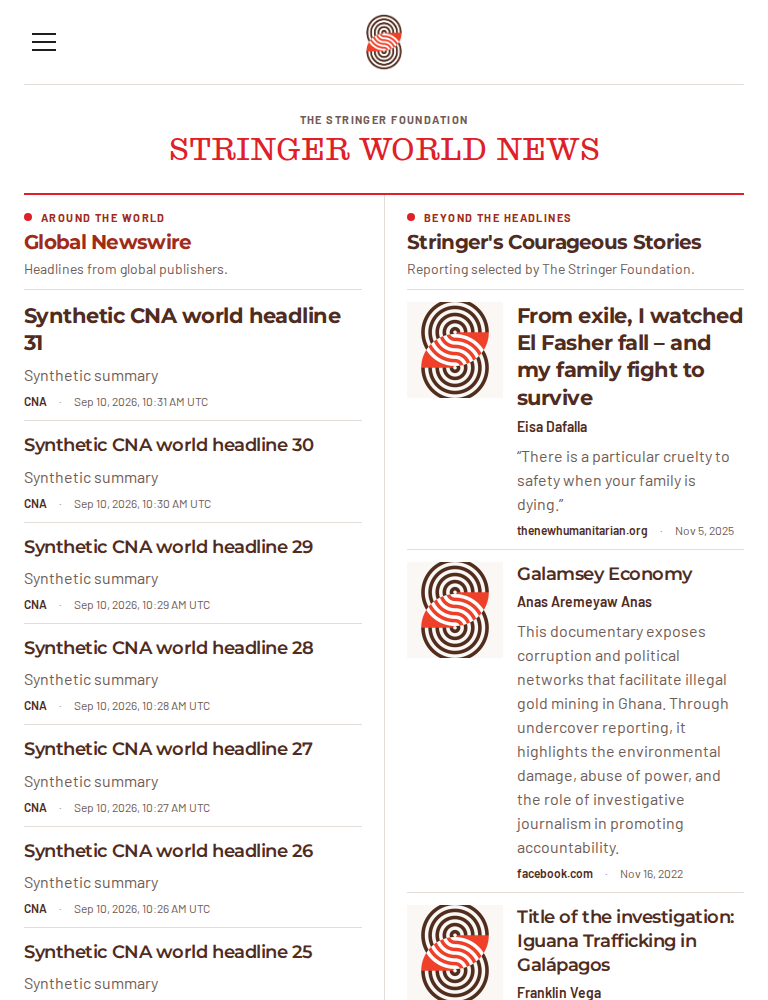 THE STRINGER FOUNDATION
STRINGER WORLD NEWS
AROUND THE WORLD
Global Newswire
Headlines from global publishers.
Synthetic CNA world headline
31
Synthetic summary
CNA · Sep 10, 2026, 10:31 AM UTC
Synthetic CNA world headline 30
Synthetic summary
CNA · Sep 10, 2026, 10:30 AM UTC
Synthetic CNA world headline 29
Synthetic summary
CNA · Sep 10, 2026, 10:29 AM UTC
Synthetic CNA world headline 28
Synthetic summary
CNA · Sep 10, 2026, 10:28 AM UTC
Synthetic CNA world headline 27
Synthetic summary
CNA · Sep 10, 2026, 10:27 AM UTC
Synthetic CNA world headline 26
Synthetic summary
CNA · Sep 10, 2026, 10:26 AM UTC
Synthetic CNA world headline 25
Synthetic summary
BEYOND THE HEADLINES
Stringer's Courageous Stories
Reporting selected by The Stringer Foundation.
From exile, I watched
El Fasher fall – and
my family fight to
survive
Eisa Dafalla
“There is a particular cruelty to
safety when your family is
dying.”
thenewhumanitarian.org · Nov 5, 2025
Galamsey Economy
Anas Aremeyaw Anas
This documentary exposes
corruption and political
networks that facilitate illegal
gold mining in Ghana. Through
undercover reporting, it
highlights the environmental
damage, abuse of power, and
the role of investigative
journalism in promoting
accountability.
facebook.com · Nov 16, 2022
Title of the investigation:
Iguana Trafficking in
Galápagos
Franklin Vega